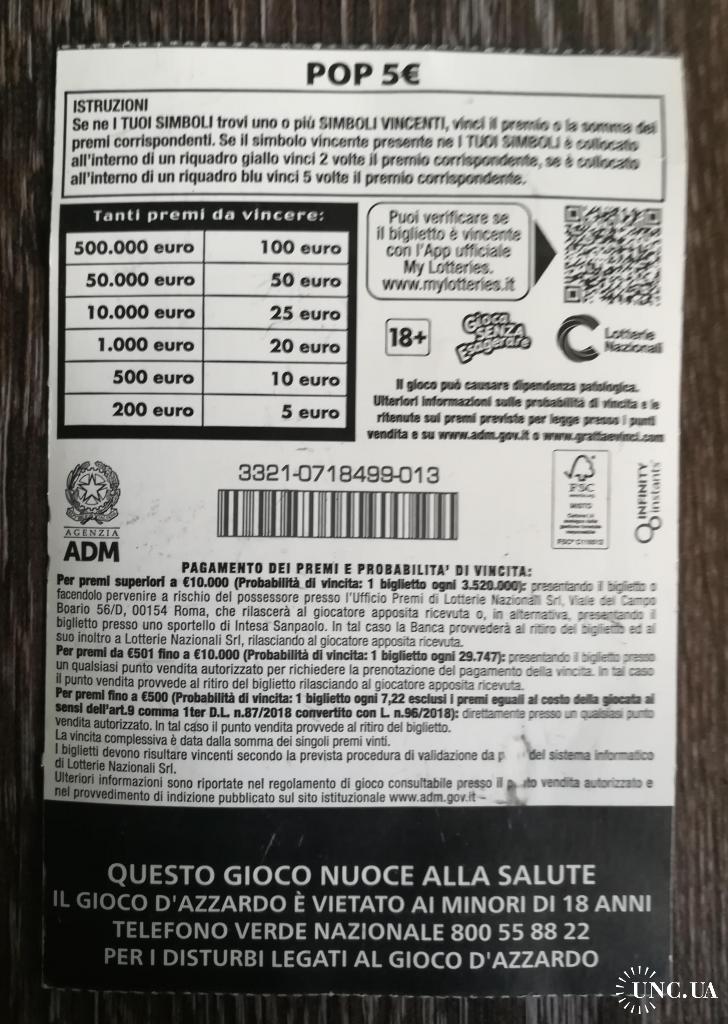 POP 5€
ISTRUZIONI
Se ne I TUOI SIMBOLI trovi uno o più SIMBOLI VINCENTI, vinci il premio o la somma dei
premi corrispondenti. Se il simbolo vincente presente ne I TUOI SIMBOLI è collocato
all'interno di un riquadro giallo vinci 2 volte il premio corrispondente, se è collocato
all'interno di un riquadro blu vinci 5 volte il premio corrispondente.
Tanti premi da vincere:
500.000 euro 100 euro
50.000 euro 50 euro
10.000 euro 25 euro
1.000 euro 20 euro
500 euro 10 euro
200 euro 5 euro
Puoi verificare se
il biglietto è vincente
con l'App ufficiale
My Lotteries.
www.mylotteries.it
18+
Gioca
SENZA
Esagerare
Lotterie
Nazionali
Il gioco può causare dipendenza patologica.
Ulteriori informazioni sulle probabilità di vincita e le
ritenute sui premi previste per legge presso i punti
vendita e su www.adm.gov.it o www.grattaevinci.com
AGENZIA
ADM
3321-0718499-013
FSC
MISTO
INFINITY
instants
PAGAMENTO DEI PREMI E PROBABILITA' DI VINCITA:
Per premi superiori a €10.000 (Probabilità di vincita: 1 biglietto ogni 3.520.000): presentando il biglietto o
facendolo pervenire a rischio del possessore presso l'Ufficio Premi di Lotterie Nazionali Srl, Viale del Campo
Boario 56/D, 00154 Roma, che rilascerà al giocatore apposita ricevuta o, in alternativa, presentando il
biglietto presso uno sportello di Intesa Sanpaolo. In tal caso la Banca provvederà al ritiro del biglietto ed al
suo inoltro a Lotterie Nazionali Srl, rilasciando al giocatore apposita ricevuta.
Per premi da €501 fino a €10.000 (Probabilità di vincita: 1 biglietto ogni 29.747): presentando il biglietto presso
un qualsiasi punto vendita autorizzato per richiedere la prenotazione del pagamento della vincita. In tal caso
il punto vendita provvede al ritiro del biglietto rilasciando al giocatore apposita ricevuta.
Per premi fino a €500 (Probabilità di vincita: 1 biglietto ogni 7,22 esclusi i premi eguali al costo della giocata ai
sensi dell'art.9 comma 1ter D.L. n.87/2018 convertito con L. n.96/2018): direttamente presso un qualsiasi punto
vendita autorizzato. In tal caso il punto vendita provvede al ritiro del biglietto.
La vincita complessiva è data dalla somma dei singoli premi vinti.
I biglietti devono risultare vincenti secondo la prevista procedura di validazione da p del sistema informatico
di Lotterie Nazionali Srl.
Ulteriori informazioni sono riportate nel regolamento di gioco consultabile presso il vendita autorizzato e
nel provvedimento di indizione pubblicato sul sito istituzionale www.adm.gov.it
QUESTO GIOCO NUOCE ALLA SALUTE
IL GIOCO D'AZZARDO È VIETATO AI MINORI DI 18 ANNI
TELEFONO VERDE NAZIONALE 800 55 88 22
PER I DISTURBI LEGATI AL GIOCO D'AZZARDO
UNC.UA